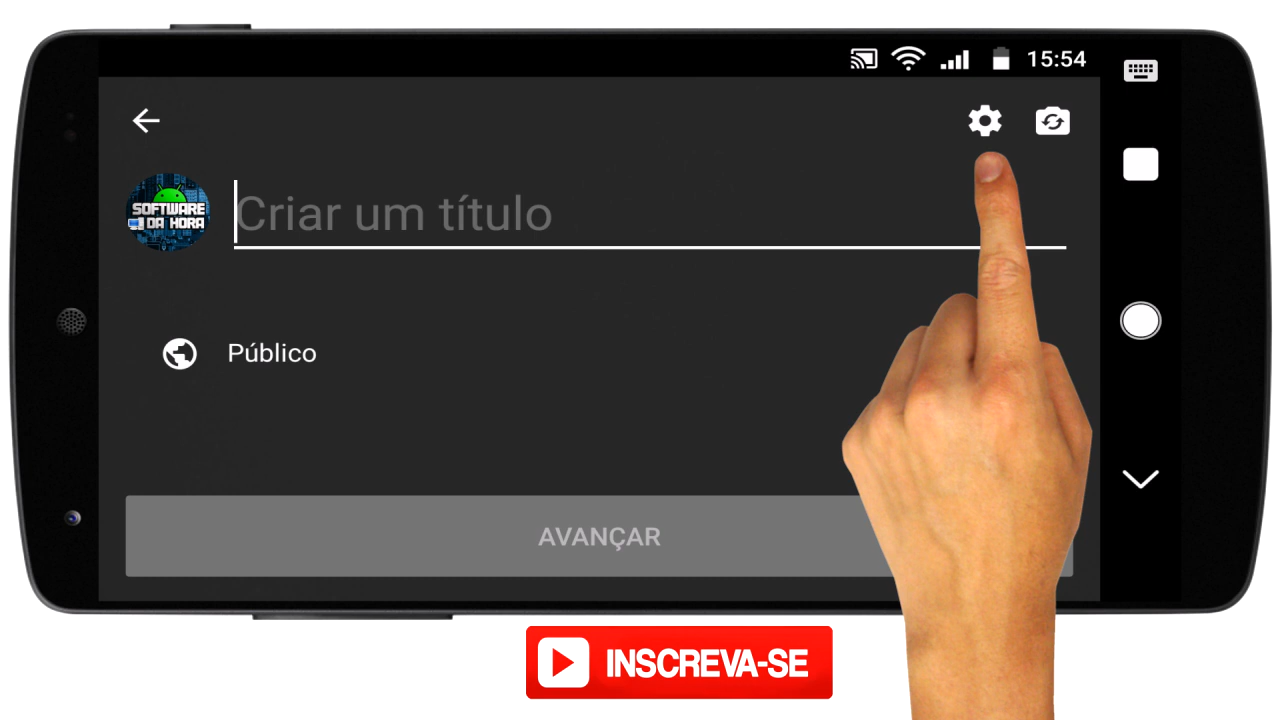 15:54
SOFTWARE
DA HORA
Criar um título
Público
AVANÇAR
INSCREVA-SE